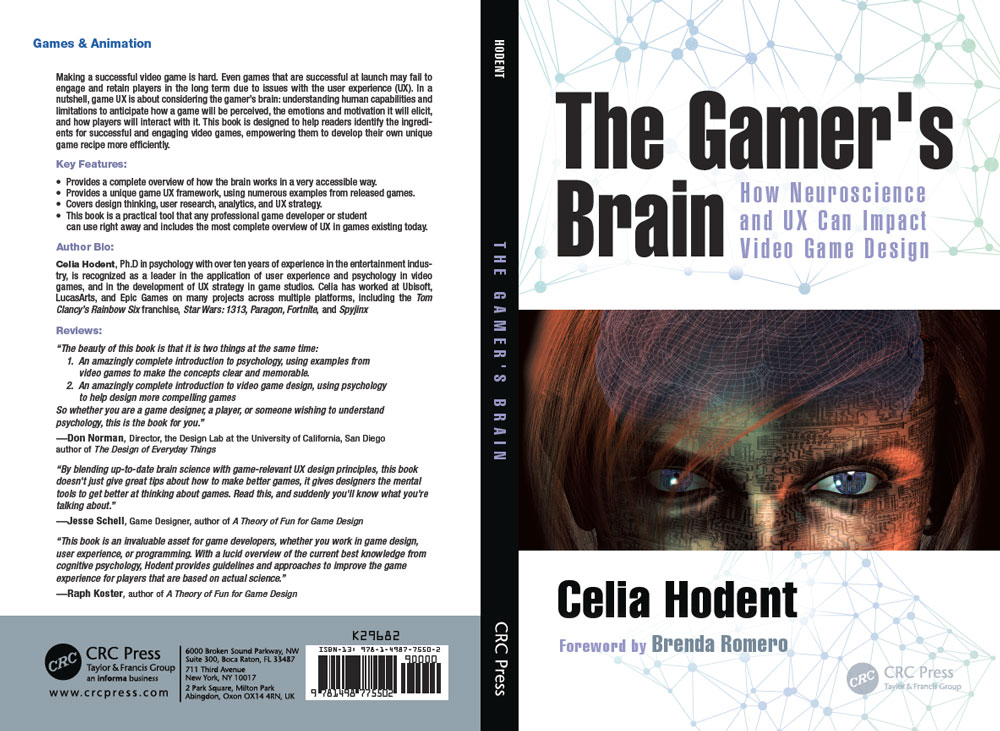 Games & Animation
Making a successful video game is hard. Even games that are successful at launch may fail to
engage and retain players in the long term due to issues with the user experience (UX). In a
nutshell, game UX is about considering the gamer's brain: understanding human capabilities and
limitations to anticipate how a game will be perceived, the emotions and motivation it will elicit,
and how players will interact with it. This book is designed to help readers identify the ingredi-
ents for successful and engaging video games, empowering them to develop their own unique
game recipe more efficiently.
Key Features:
• Provides a complete overview of how the brain works in a very accessible way.
• Provides a unique game UX framework, using numerous examples from released games.
• Covers design thinking, user research, analytics, and UX strategy.
• This book is a practical tool that any professional game developer or student
can use right away and includes the most complete overview of UX in games existing today.
Author Bio:
Celia Hodent, Ph.D in psychology with over ten years of experience in the entertainment indus-
try, is recognized as a leader in the application of user experience and psychology in video
games, and in the development of UX strategy in game studios. Celia has worked at Ubisoft,
LucasArts, and Epic Games on many projects across multiple platforms, including the Tom
Clancy's Rainbow Six franchise, Star Wars: 1313, Paragon, Fortnite, and Spyjinx
Reviews:
"The beauty of this book is that it is two things at the same time:
1. An amazingly complete introduction to psychology, using examples from
video games to make the concepts clear and memorable.
2. An amazingly complete introduction to video game design, using psychology
to help design more compelling games
So whether you are a game designer, a player, or someone wishing to understand
psychology, this is the book for you."
—Don Norman, Director, the Design Lab at the University of California, San Diego
author of The Design of Everyday Things
"By blending up-to-date brain science with game-relevant UX design principles, this book
doesn't just give great tips about how to make better games, it gives designers the mental
tools to get better at thinking about games. Read this, and suddenly you'll know what you're
talking about."
—Jesse Schell, Game Designer, author of A Theory of Fun for Game Design
"This book is an invaluable asset for game developers, whether you work in game design,
user experience, or programming. With a lucid overview of the current best knowledge from
cognitive psychology, Hodent provides guidelines and approaches to improve the game
experience for players that are based on actual science."
—Raph Koster, author of A Theory of Fun for Game Design
CRC
CRC Press
Taylor & Francis Group
an informa business
www.crcpress.com
6000 Broken Sound Parkway, NW
Suite 300, Boca Raton, FL 33487
711 Third Avenue
New York, NY 10017
2 Park Square, Milton Park
Abingdon, Oxon OX14 4RN, UK
K29682
ISBN-13: 978-1-4987-7550-2
90000
9 781498 775502
HODENT
THE GAMER'S BRAIN
CRC Press
The Gamer's
Brain
How Neuroscience
and UX Can Impact
Video Game Design
Celia Hodent
Foreword by Brenda Romero
CRC
CRC Press
Taylor & Francis Group